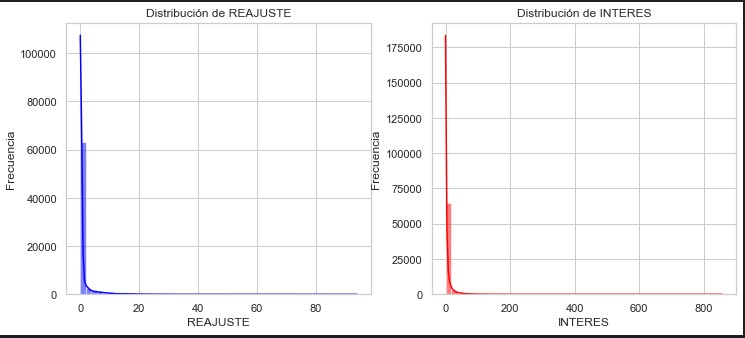 Distribución de REAJUSTE
100000
80000
60000
40000
20000
0
Frecuencia
0 20 40 60 80
REAJUSTE
Distribución de INTERES
175000
150000
125000
100000
75000
50000
25000
0
Frecuencia
0 200 400 600 800
INTERES